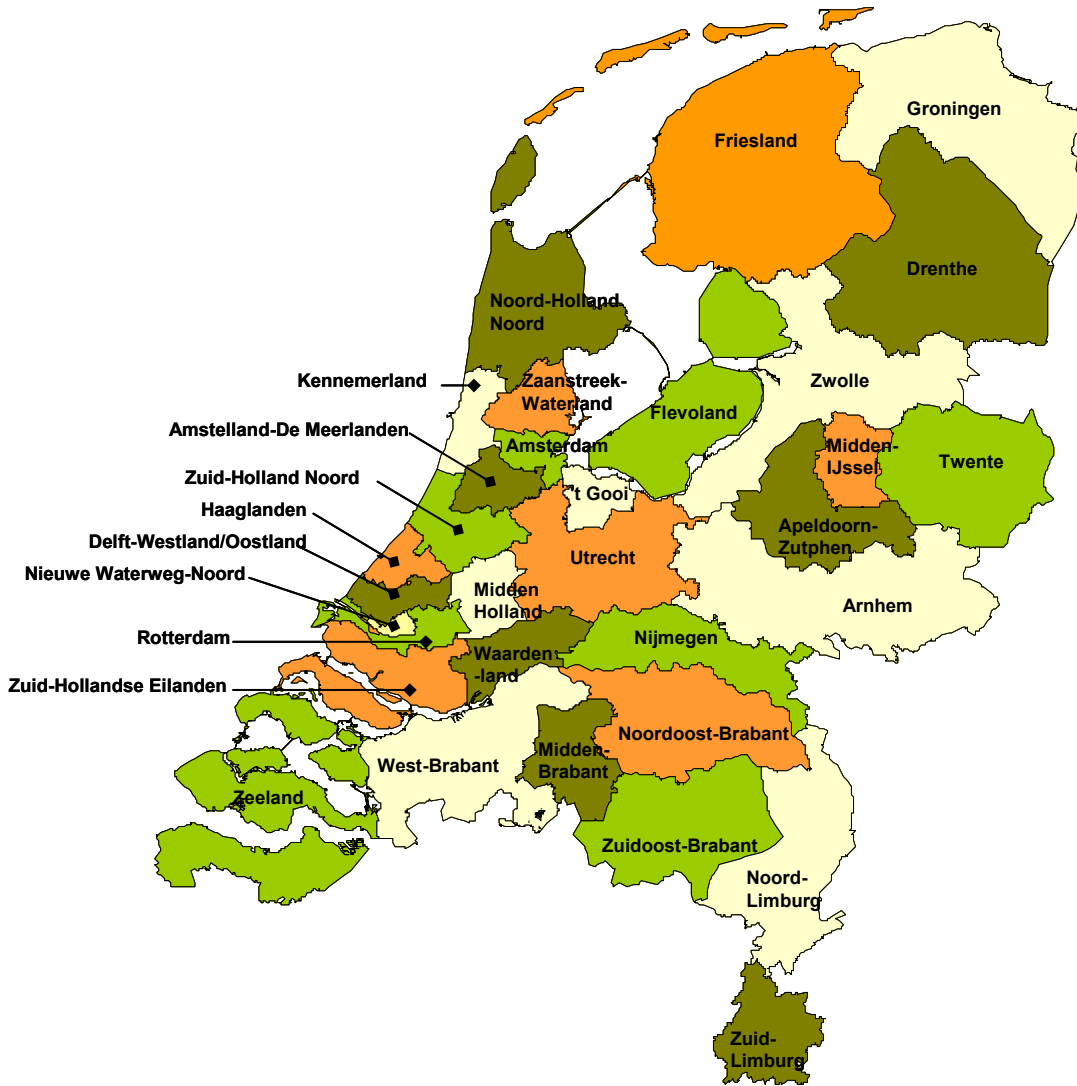 Groningen
Friesland
Drenthe
Noord-Holland
Noord
Kennemerland
Zaanstreek-
Waterland
Zwolle
Flevoland
Amstelland-De Meerlanden
Amsterdam
Midden-
IJssel
Twente
Zuid-Holland Noord
't Gooi
Haaglanden
Apeldoorn-
Zutphen
Delft-Westland/Oostland
Utrecht
Nieuwe Waterweg-Noord
Midden
Holland
Arnhem
Rotterdam
Nijmegen
Waarden
-land
Zuid-Hollandse Eilanden
Noordoost-Brabant
West-Brabant
Midden-
Brabant
Zeeland
Zuidoost-Brabant
Noord-
Limburg
Zuid-
Limburg